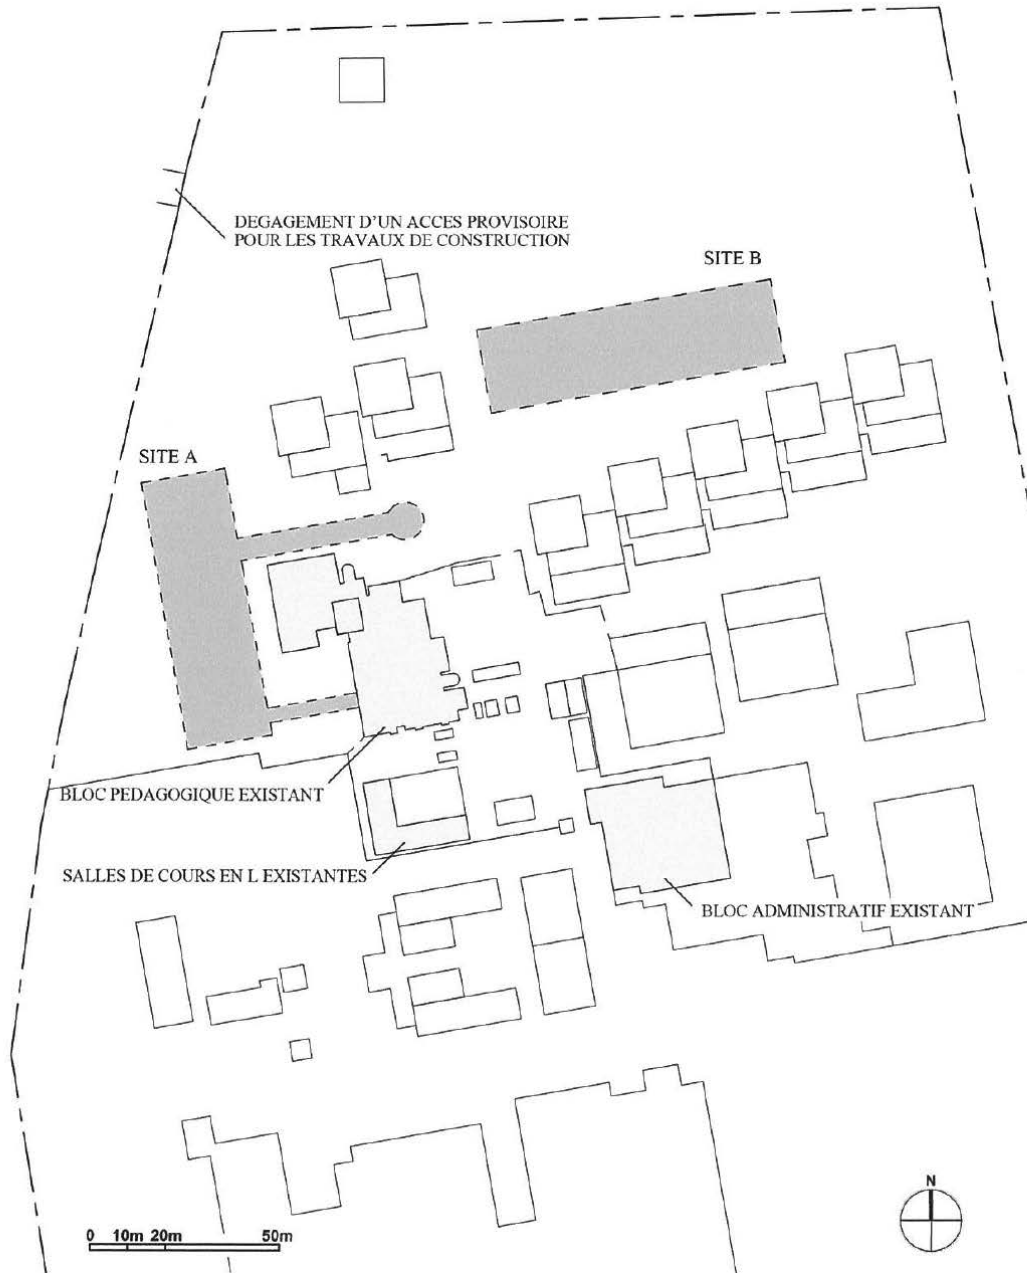 DEGAGEMENT D'UN ACCES PROVISOIRE
POUR LES TRAVAUX DE CONSTRUCTION
SITE B
SITE A
BLOC PEDAGOGIQUE EXISTANT
SALLES DE COURS EN L EXISTANTES
BLOC ADMINISTRATIF EXISTANT
N
0 10m 20m 50m